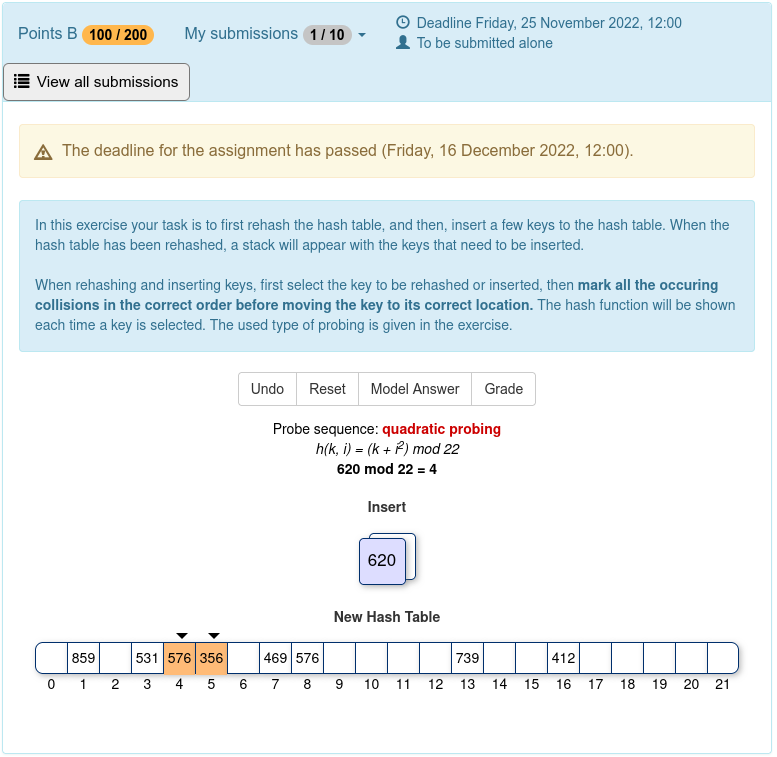 Points B 100 / 200 My submissions 1 / 10 Deadline Friday, 25 November 2022, 12:00
To be submitted alone
View all submissions
The deadline for the assignment has passed (Friday, 16 December 2022, 12:00).
In this exercise your task is to first rehash the hash table, and then, insert a few keys to the hash table. When the
hash table has been rehashed, a stack will appear with the keys that need to be inserted.
When rehashing and inserting keys, first select the key to be rehashed or inserted, then mark all the occuring
collisions in the correct order before moving the key to its correct location. The hash function will be shown
each time a key is selected. The used type of probing is given in the exercise.
Undo Reset Model Answer Grade
Probe sequence: quadratic probing
h(k, i) = (k + i²) mod 22
620 mod 22 = 4
Insert
620
New Hash Table
859 531 576 356 469 576 739 412
0 1 2 3 4 5 6 7 8 9 10 11 12 13 14 15 16 17 18 19 20 21